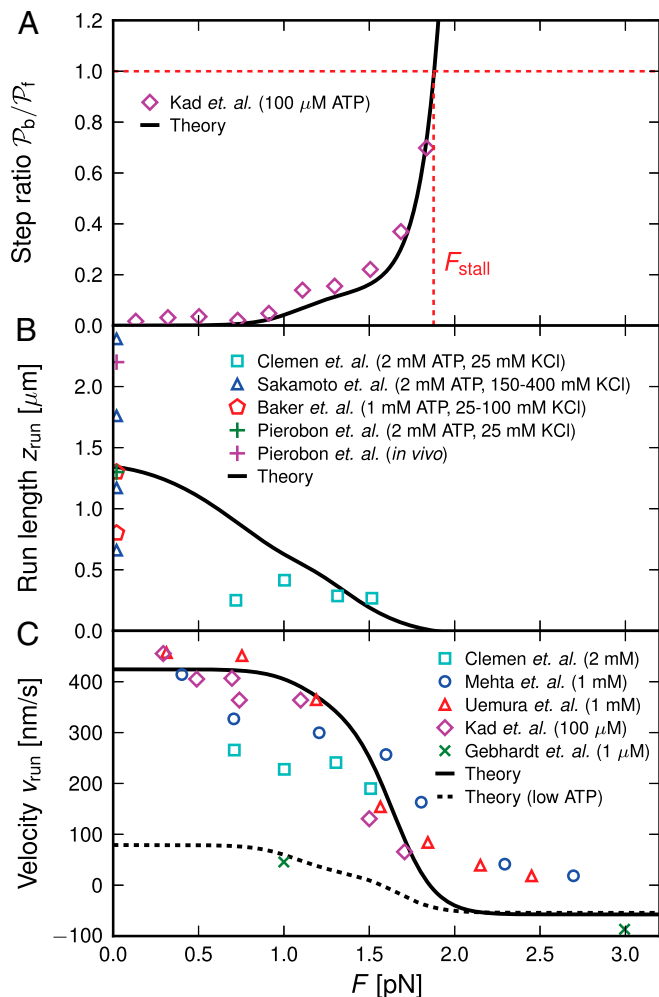 A
Step ratio 𝒫b/𝒫f
1.0
0.8
0.6
0.4
0.2
0.0
Kad et. al. (100 μM ATP)
Theory
Fstall
B
Run length zrun [μm]
2.0
1.5
1.0
0.5
0.0
Clemen et. al. (2 mM ATP, 25 mM KCl)
Sakamoto et. al. (2 mM ATP, 150-400 mM KCl)
Baker et. al. (1 mM ATP, 25-100 mM KCl)
Pierobon et. al. (2 mM ATP, 25 mM KCl)
Pierobon et. al. (in vivo)
Theory
C
Velocity vrun [nm/s]
400
300
200
100
0
−100
Clemen et. al. (2 mM)
Mehta et. al. (1 mM)
Uemura et. al. (1 mM)
Kad et. al. (100 μM)
Gebhardt et. al. (1 μM)
Theory
Theory (low ATP)
0.0 0.5 1.0 1.5 2.0 2.5 3.0
F [pN]